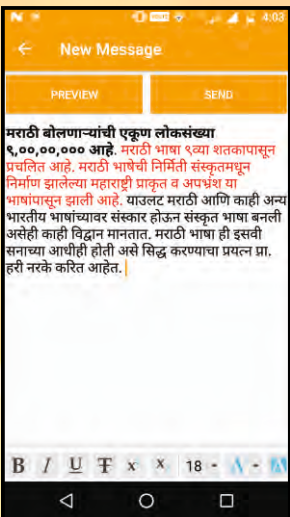 4:03
New Message
PREVIEW SEND
मराठी बोलणाऱ्यांची एकूण लोकसंख्या
९,००,००,००० आहे. मराठी भाषा ९व्या शतकापासून
प्रचलित आहे. मराठी भाषेची निर्मिती संस्कृतमधून
निर्माण झालेल्या महाराष्ट्री प्राकृत व अपभ्रंश या
भाषांपासून झाली आहे. याउलट मराठी आणि काही अन्य
भारतीय भाषांच्यावर संस्कार होऊन संस्कृत भाषा बनली
असेही काही विद्वान मानतात. मराठी भाषा ही इसवी
सनाच्या आधीही होती असे सिद्ध करण्याचा प्रयत्न प्रा.
हरी नरके करित आहेत.
B I U T x x 18 A A